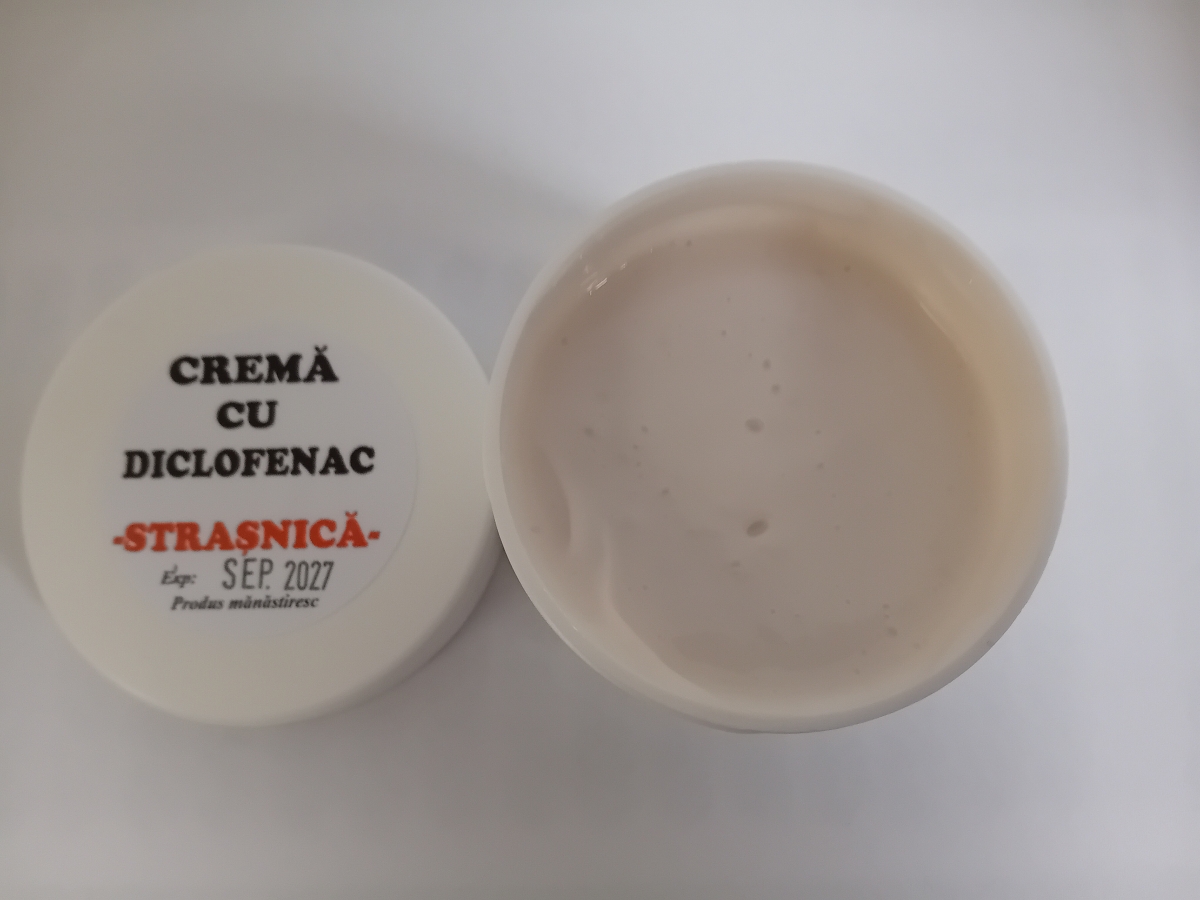 CREMĂ
CU
DICLOFENAC
-STRAȘNICĂ-
Exp: SEP. 2027
Produs mănăstiresc